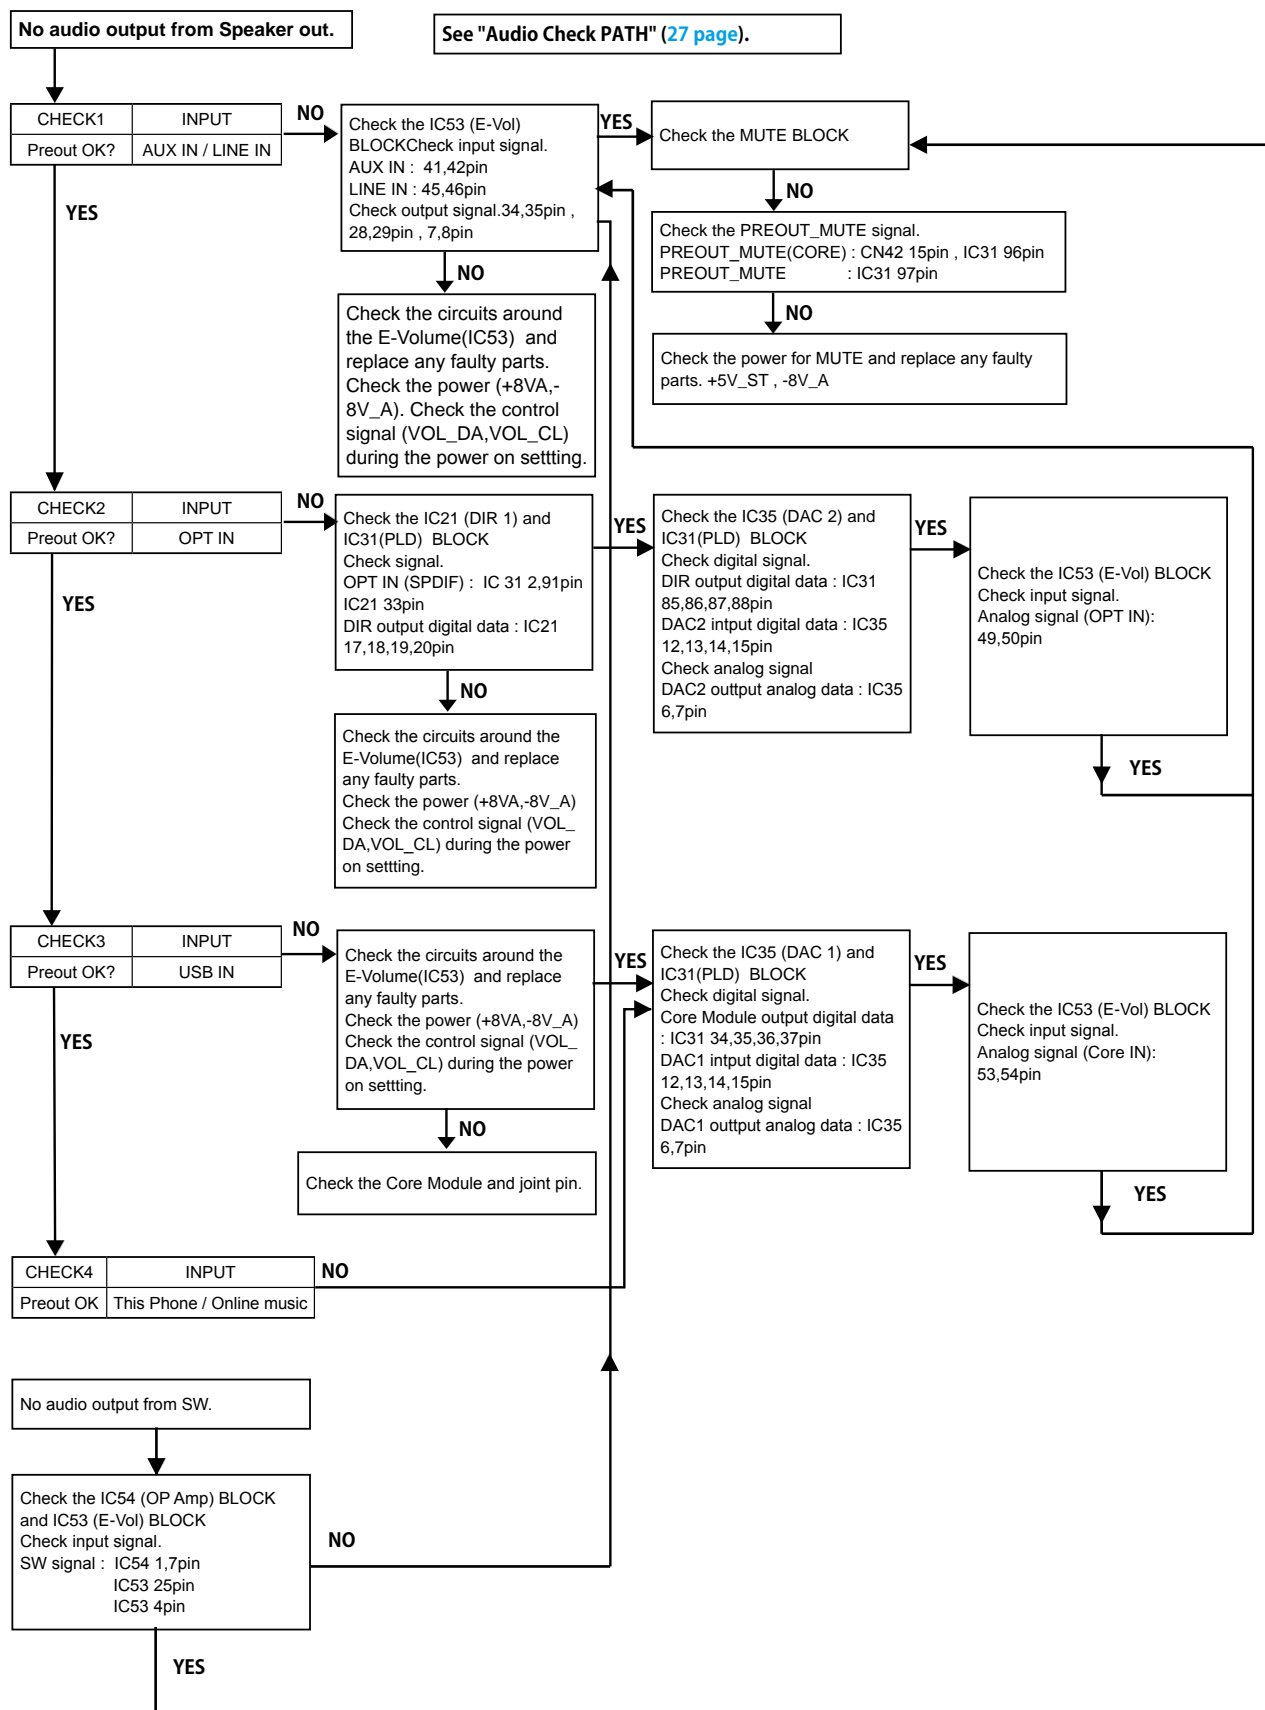 No audio output from Speaker out.
See "Audio Check PATH" (27 page).
CHECK1 INPUT
Preout OK? AUX IN / LINE IN
NO
YES
Check the IC53 (E-Vol)
BLOCKCheck input signal.
AUX IN : 41,42pin
LINE IN : 45,46pin
Check output signal.34,35pin ,
28,29pin , 7,8pin
YES
Check the MUTE BLOCK
NO
Check the PREOUT_MUTE signal.
PREOUT_MUTE(CORE) : CN42 15pin , IC31 96pin
PREOUT_MUTE : IC31 97pin
NO
Check the power for MUTE and replace any faulty
parts. +5V_ST , -8V_A
NO
Check the circuits around
the E-Volume(IC53) and
replace any faulty parts.
Check the power (+8VA,-
8V_A). Check the control
signal (VOL_DA,VOL_CL)
during the power on settting.
CHECK2 INPUT
Preout OK? OPT IN
NO
YES
Check the IC21 (DIR 1) and
IC31(PLD) BLOCK
Check signal.
OPT IN (SPDIF) : IC 31 2,91pin
IC21 33pin
DIR output digital data : IC21
17,18,19,20pin
YES
Check the IC35 (DAC 2) and
IC31(PLD) BLOCK
Check digital signal.
DIR output digital data : IC31
85,86,87,88pin
DAC2 intput digital data : IC35
12,13,14,15pin
Check analog signal
DAC2 outtput analog data : IC35
6,7pin
YES
Check the IC53 (E-Vol) BLOCK
Check input signal.
Analog signal (OPT IN):
49,50pin
YES
NO
Check the circuits around the
E-Volume(IC53) and replace
any faulty parts.
Check the power (+8VA,-8V_A)
Check the control signal (VOL_
DA,VOL_CL) during the power
on settting.
CHECK3 INPUT
Preout OK? USB IN
NO
YES
Check the circuits around the
E-Volume(IC53) and replace
any faulty parts.
Check the power (+8VA,-8V_A)
Check the control signal (VOL_
DA,VOL_CL) during the power
on settting.
YES
Check the IC35 (DAC 1) and
IC31(PLD) BLOCK
Check digital signal.
Core Module output digital data
: IC31 34,35,36,37pin
DAC1 intput digital data : IC35
12,13,14,15pin
Check analog signal
DAC1 outtput analog data : IC35
6,7pin
YES
Check the IC53 (E-Vol) BLOCK
Check input signal.
Analog signal (Core IN):
53,54pin
YES
NO
Check the Core Module and joint pin.
CHECK4 INPUT
Preout OK This Phone / Online music
NO
No audio output from SW.
Check the IC54 (OP Amp) BLOCK
and IC53 (E-Vol) BLOCK
Check input signal.
SW signal : IC54 1,7pin
IC53 25pin
IC53 4pin
NO
YES